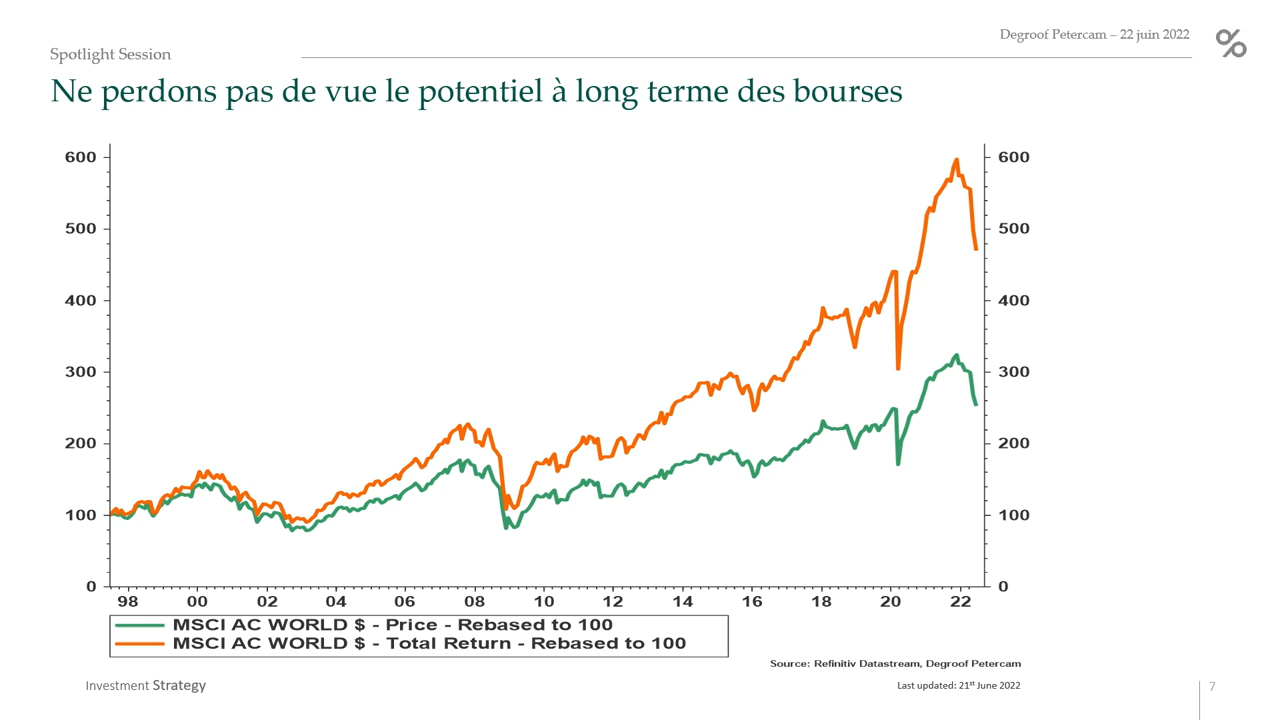 Degroof Petercam – 22 juin 2022
Spotlight Session
Ne perdons pas de vue le potentiel à long terme des bourses
600 600
500 500
400 400
300 300
200 200
100 100
0 0
98 00 02 04 06 08 10 12 14 16 18 20 22
MSCI AC WORLD $ - Price - Rebased to 100
MSCI AC WORLD $ - Total Return - Rebased to 100
Source: Refinitiv Datastream, Degroof Petercam
Investment Strategy
Last updated: 21st June 2022
7